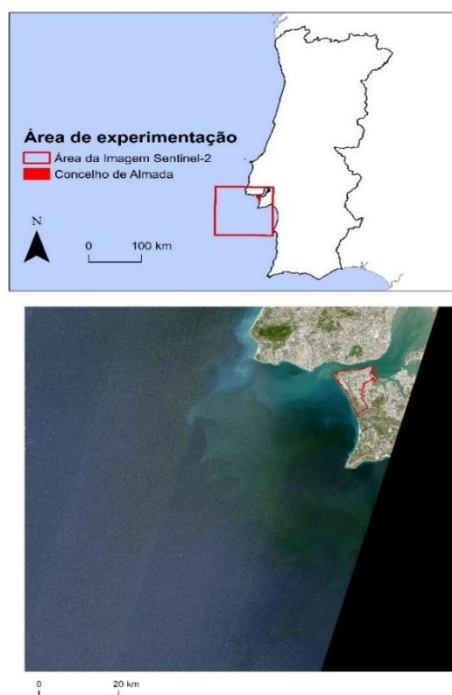 Área de experimentação
Área da Imagem Sentinel-2
Concelho de Almada
N
0 100 km
0 20 km